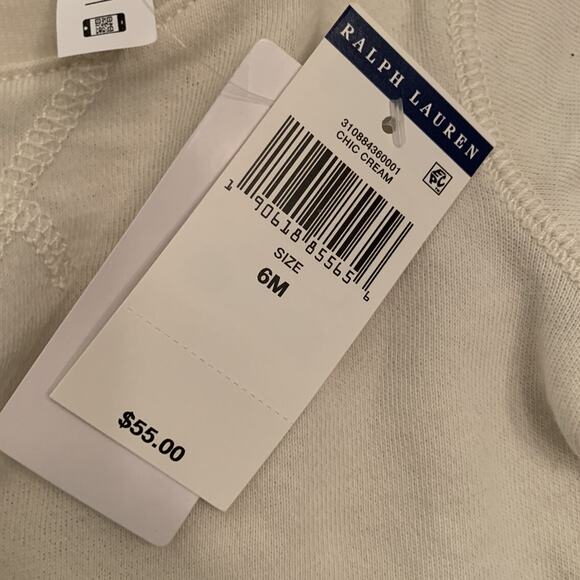 RALPH LAUREN
310884360001
CHIC CREAM
1 90618 85565 6
SIZE
6M
$55.00